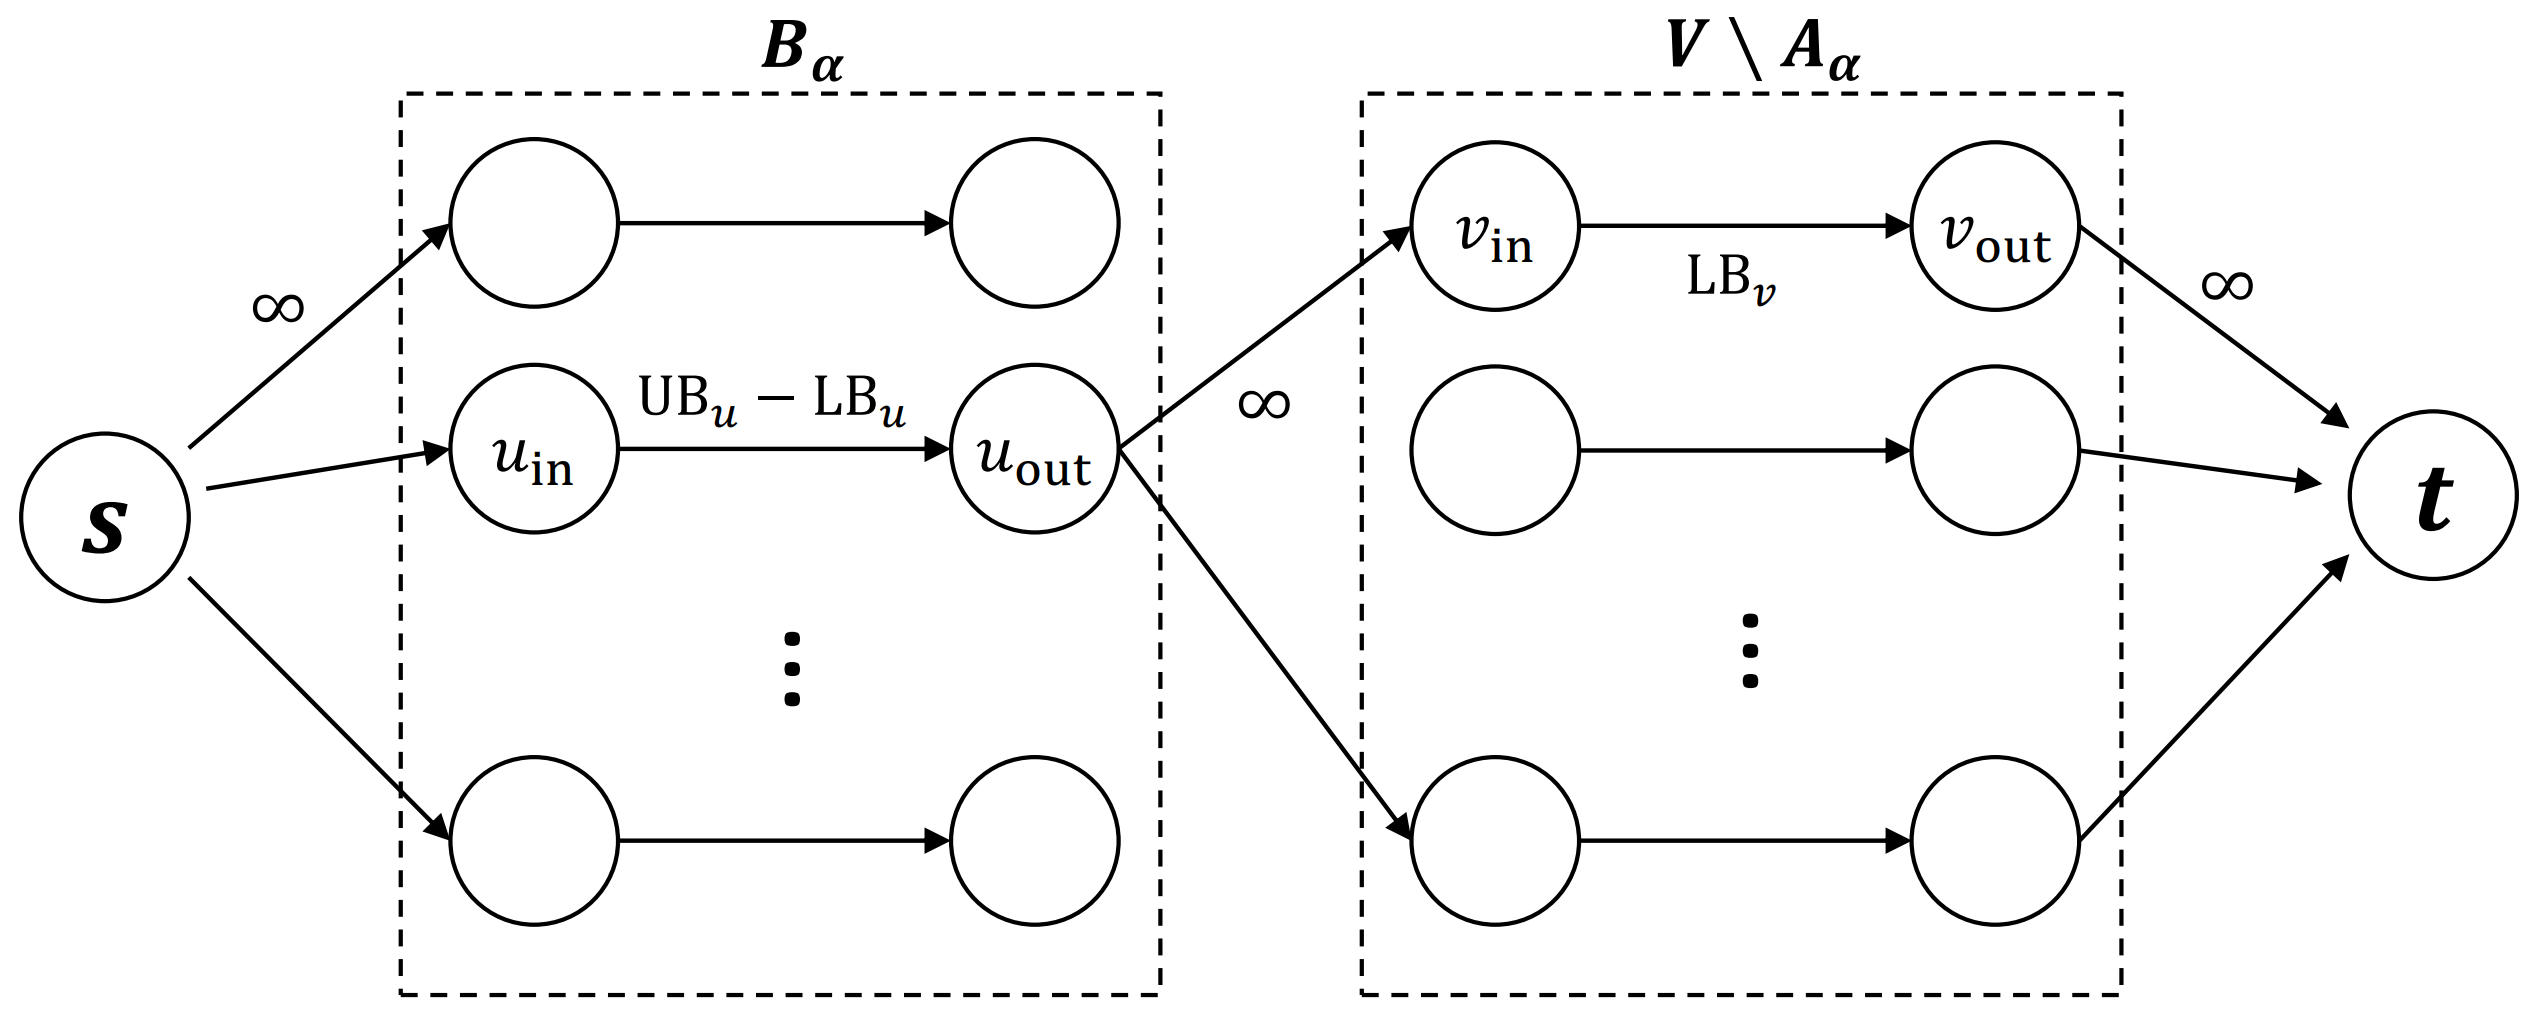 B_α
V \ A_α
∞
s
UB_u − LB_u
u_in
u_out
∞
v_in
LB_v
v_out
∞
t